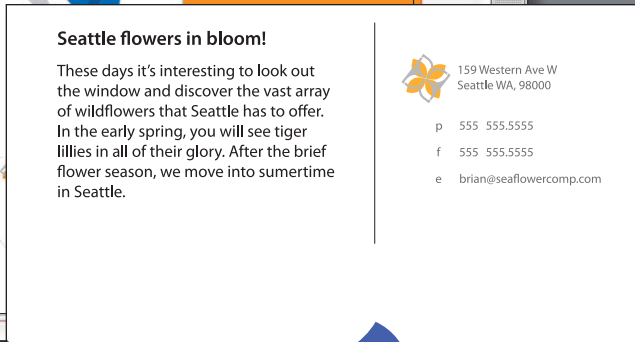 Seattle flowers in bloom!
These days it's interesting to look out
the window and discover the vast array
of wildflowers that Seattle has to offer.
In the early spring, you will see tiger
lillies in all of their glory. After the brief
flower season, we move into sumertime
in Seattle.
159 Western Ave W
Seattle WA, 98000
p 555 555.5555
f 555 555.5555
e brian@seaflowercomp.com